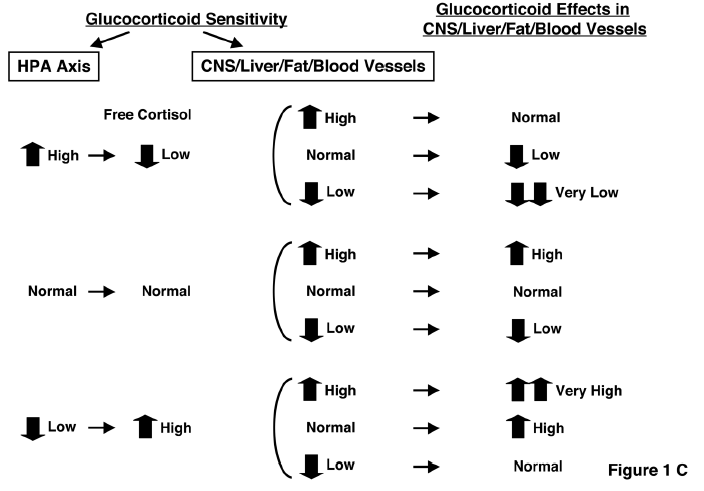 Glucocorticoid Sensitivity
Glucocorticoid Effects in
CNS/Liver/Fat/Blood Vessels
HPA Axis
CNS/Liver/Fat/Blood Vessels
Free Cortisol
High Normal
High Low Normal Low
Low Very Low
High High
Normal Normal Normal Normal
Low Low
High Very High
Low High Normal High
Low Normal
Figure 1 C